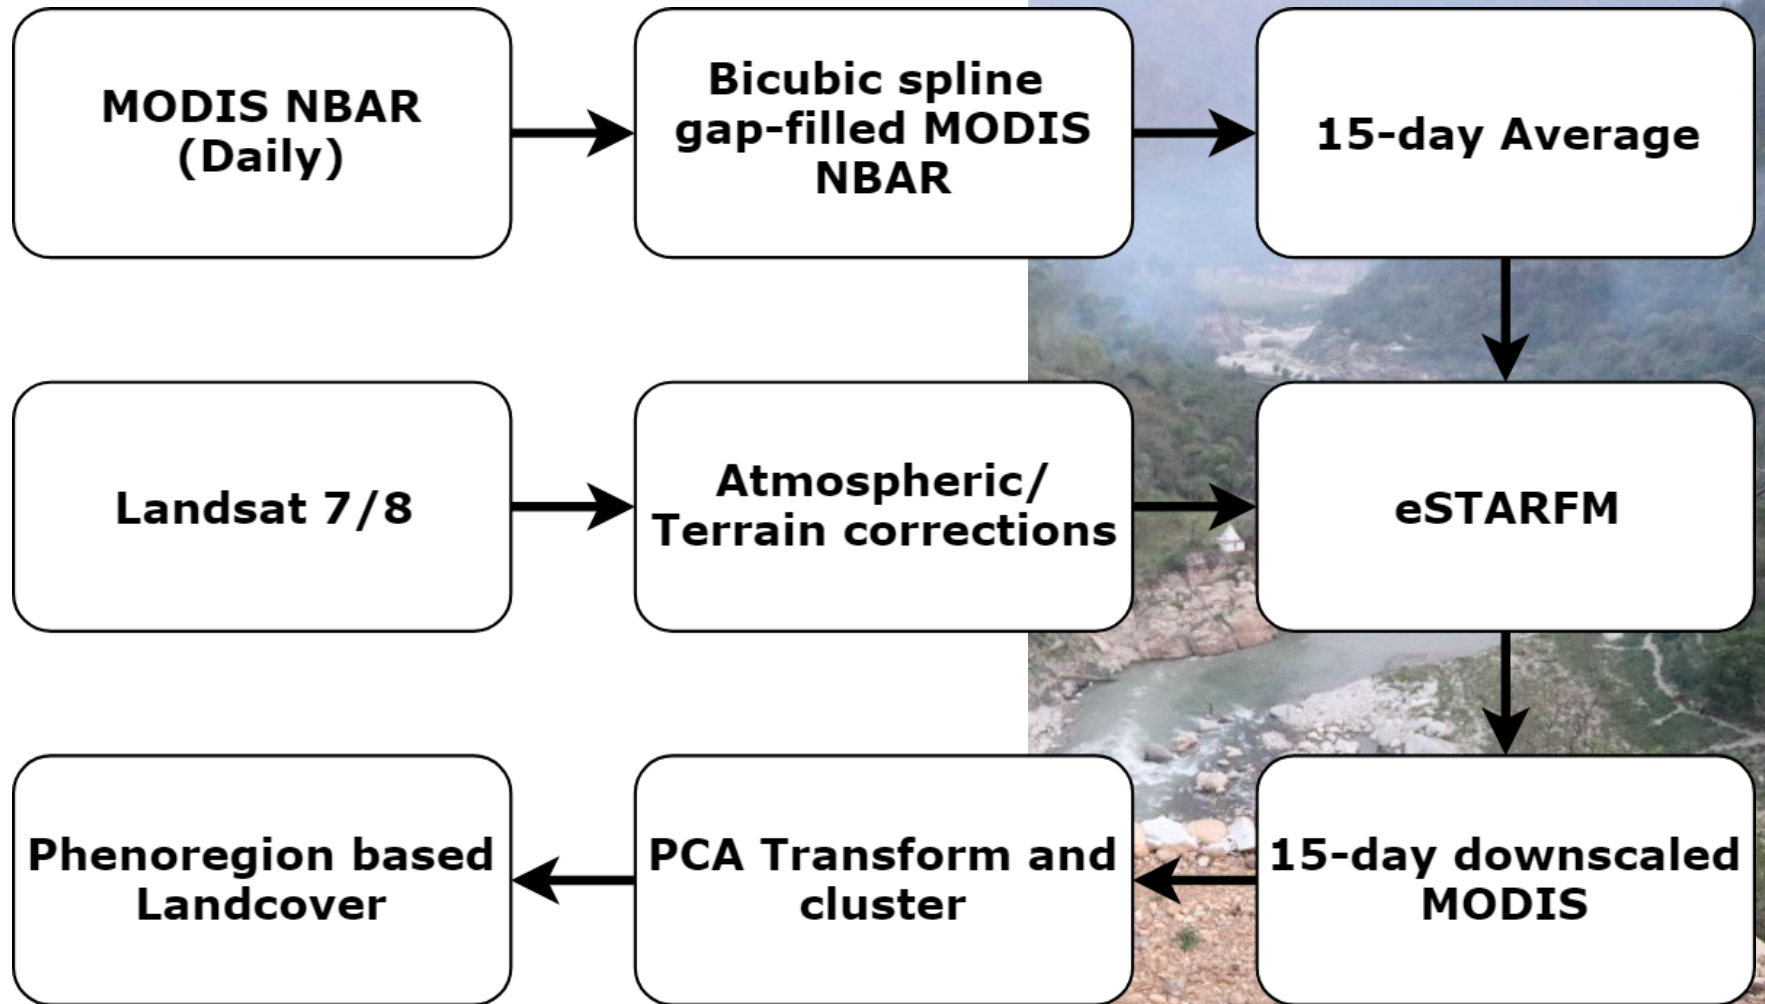 MODIS NBAR
(Daily)
Bicubic spline
gap-filled MODIS
NBAR
15-day Average
Landsat 7/8
Atmospheric/
Terrain corrections
eSTARFM
Phenoregion based
Landcover
PCA Transform and
cluster
15-day downscaled
MODIS